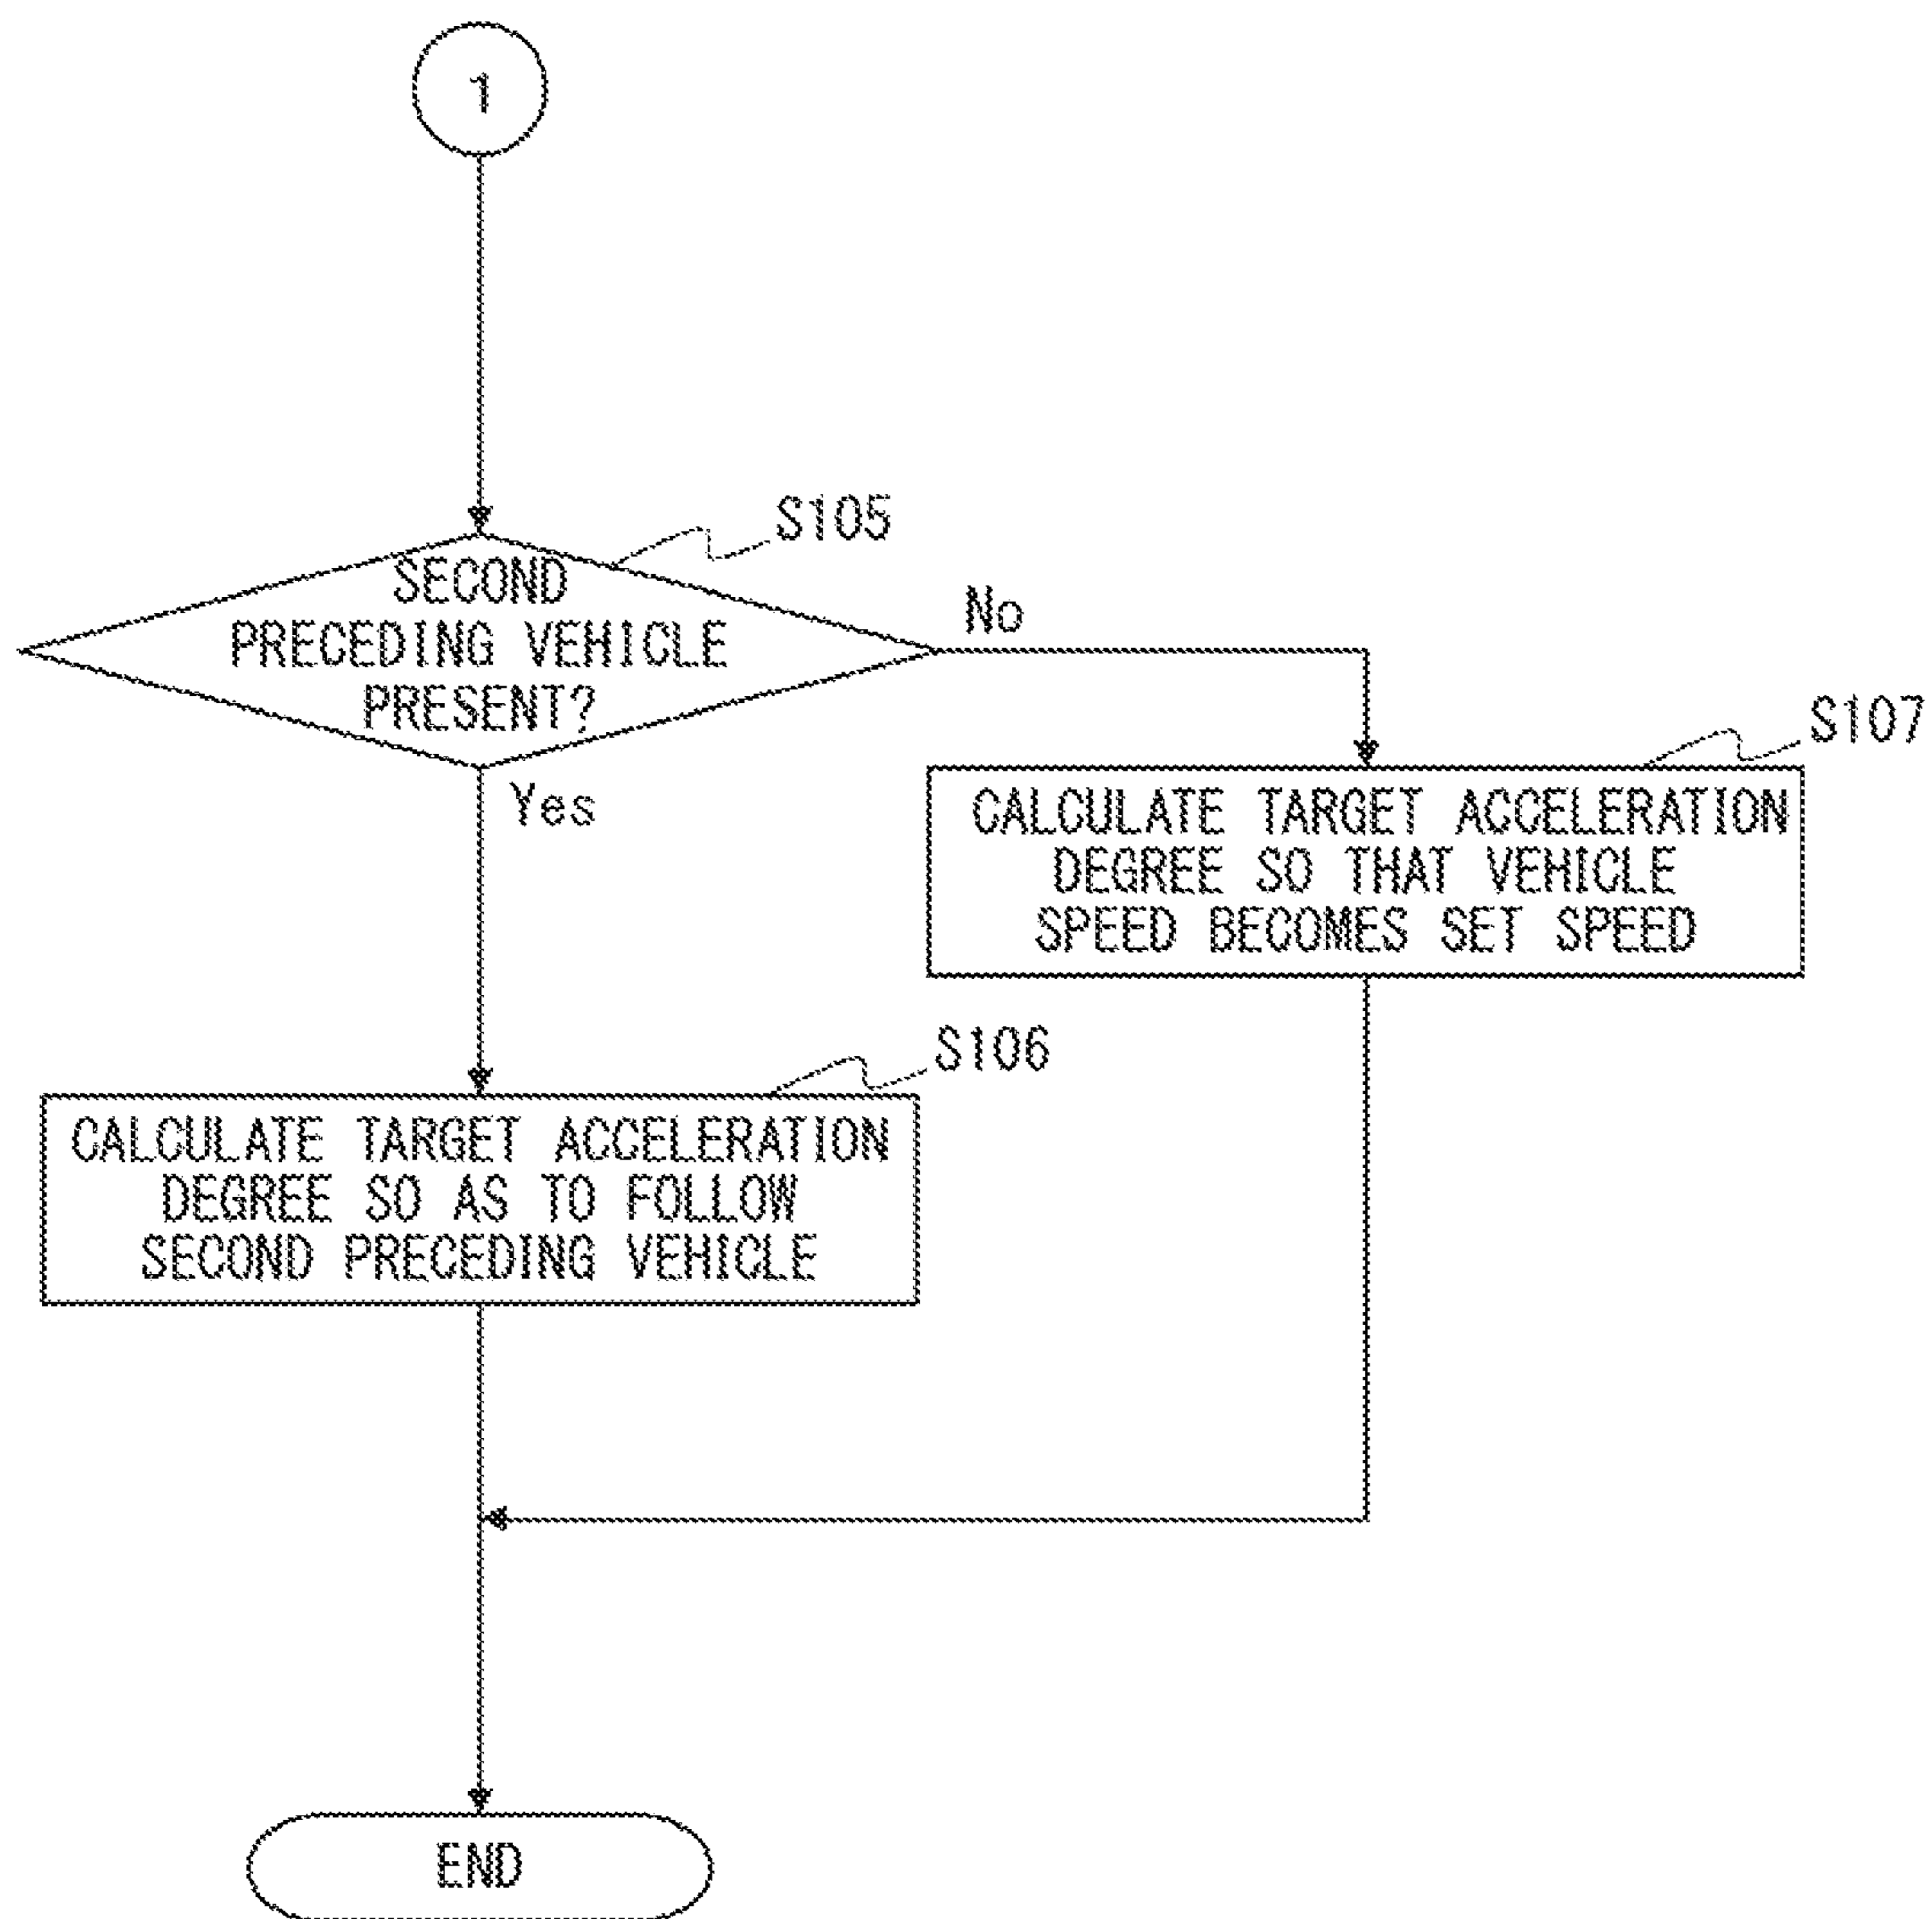 1
S105
SECOND
PRECEDING VEHICLE
PRESENT?
No
Yes
S107
CALCULATE TARGET ACCELERATION
DEGREE SO THAT VEHICLE
SPEED BECOMES SET SPEED
S106
CALCULATE TARGET ACCELERATION
DEGREE SO AS TO FOLLOW
SECOND PRECEDING VEHICLE
END